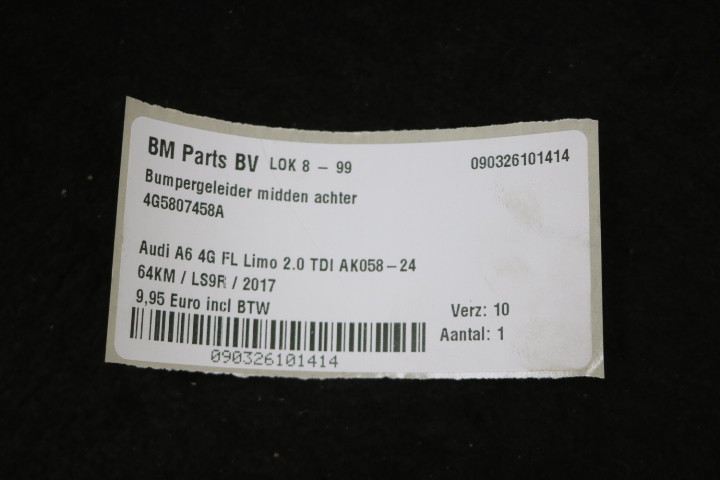 BM Parts BV LOK 8 - 99 090326101414
Bumpergeleider midden achter
4G5807458A
Audi A6 4G FL Limo 2.0 TDI AK058-24
64KM / LS9R / 2017
9,95 Euro incl BTW
Verz: 10
Aantal: 1
090326101414